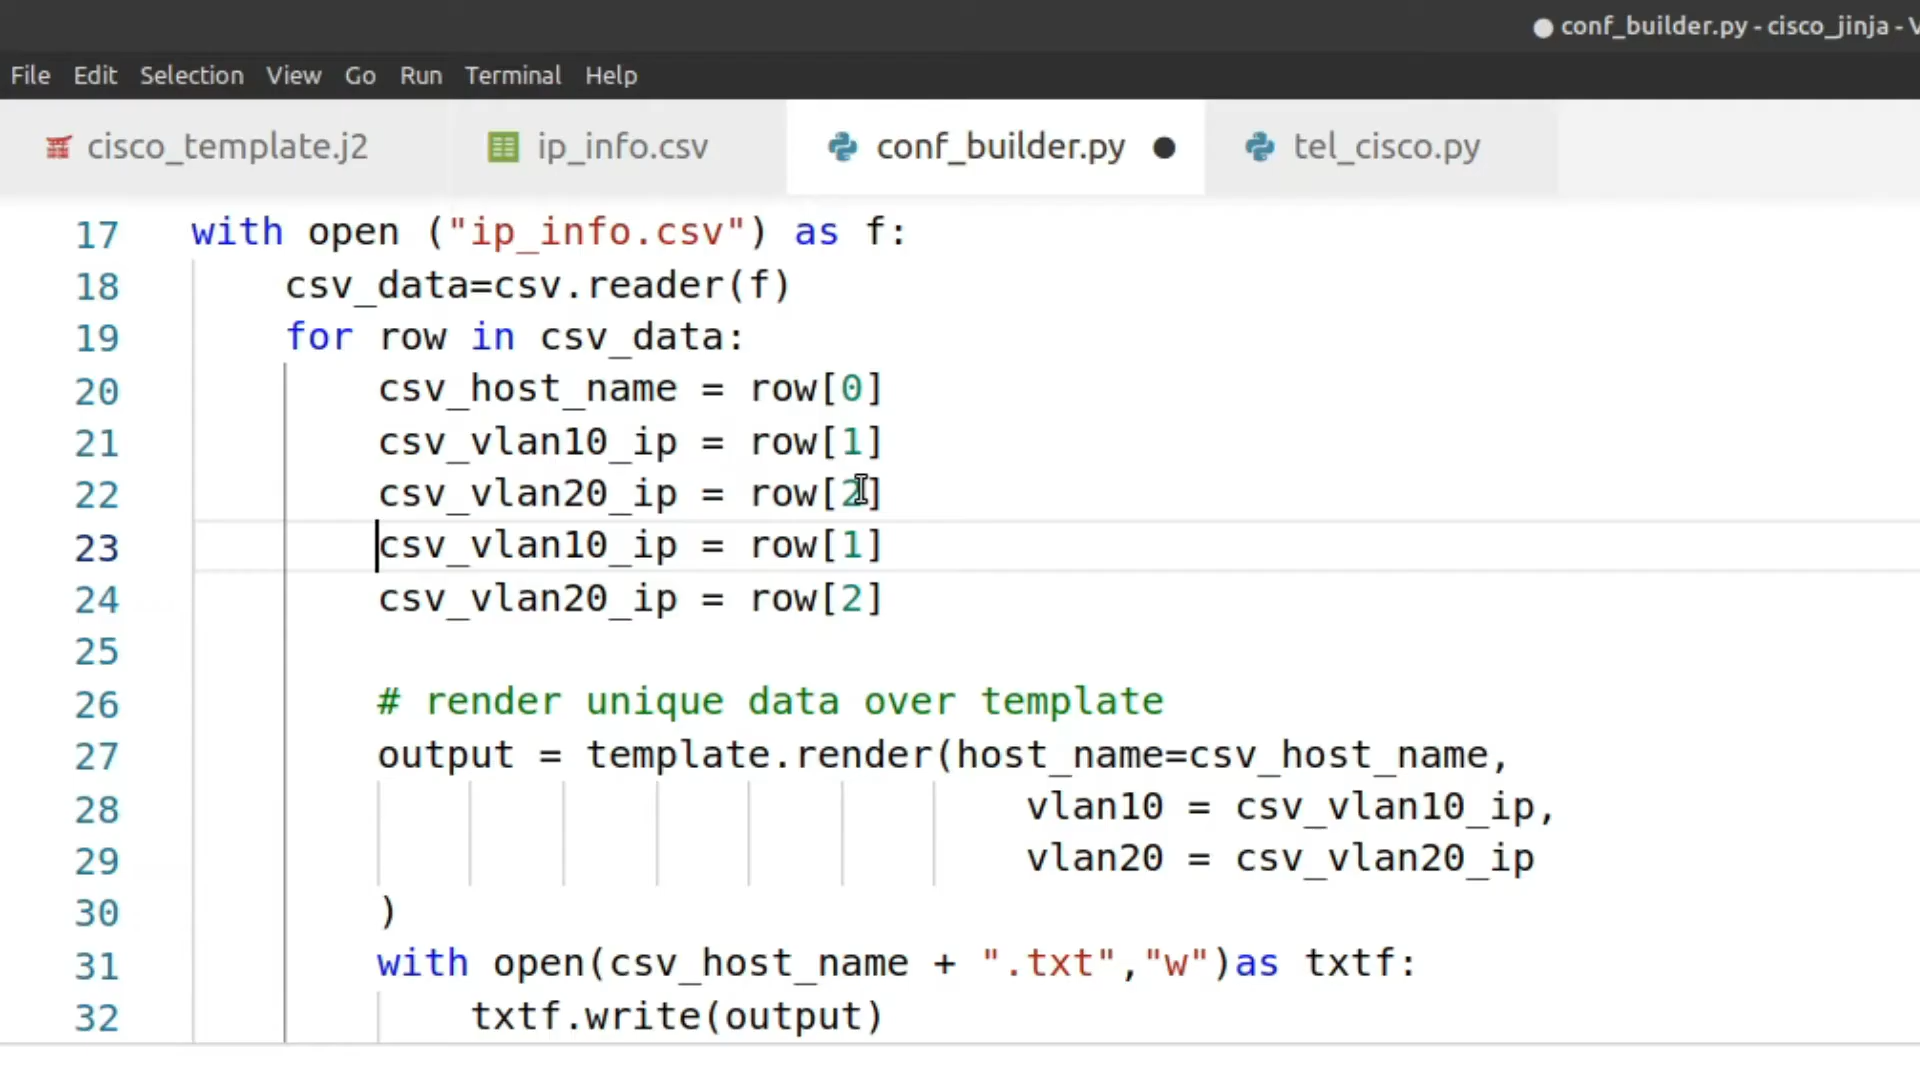 conf_builder.py - cisco_jinja -
File Edit Selection View Go Run Terminal Help
cisco_template.j2 ip_info.csv conf_builder.py tel_cisco.py
17 with open ("ip_info.csv") as f:
18 csv_data=csv.reader(f)
19 for row in csv_data:
20 csv_host_name = row[0]
21 csv_vlan10_ip = row[1]
22 csv_vlan20_ip = row[2]
23 csv_vlan10_ip = row[1]
24 csv_vlan20_ip = row[2]
25
26 # render unique data over template
27 output = template.render(host_name=csv_host_name,
28 vlan10 = csv_vlan10_ip,
29 vlan20 = csv_vlan20_ip
30 )
31 with open(csv_host_name + ".txt","w")as txtf:
32 txtf.write(output)